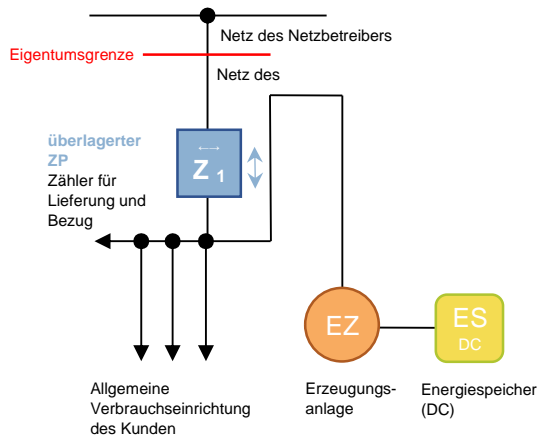 Netz des Netzbetreibers
Eigentumsgrenze
Netz des
überlagerter
ZP
Zähler für
Lieferung und
Bezug
Z 1
EZ
ES
DC
Allgemeine
Verbrauchseinrichtung
des Kunden
Erzeugungs-
anlage
Energiespeicher
(DC)